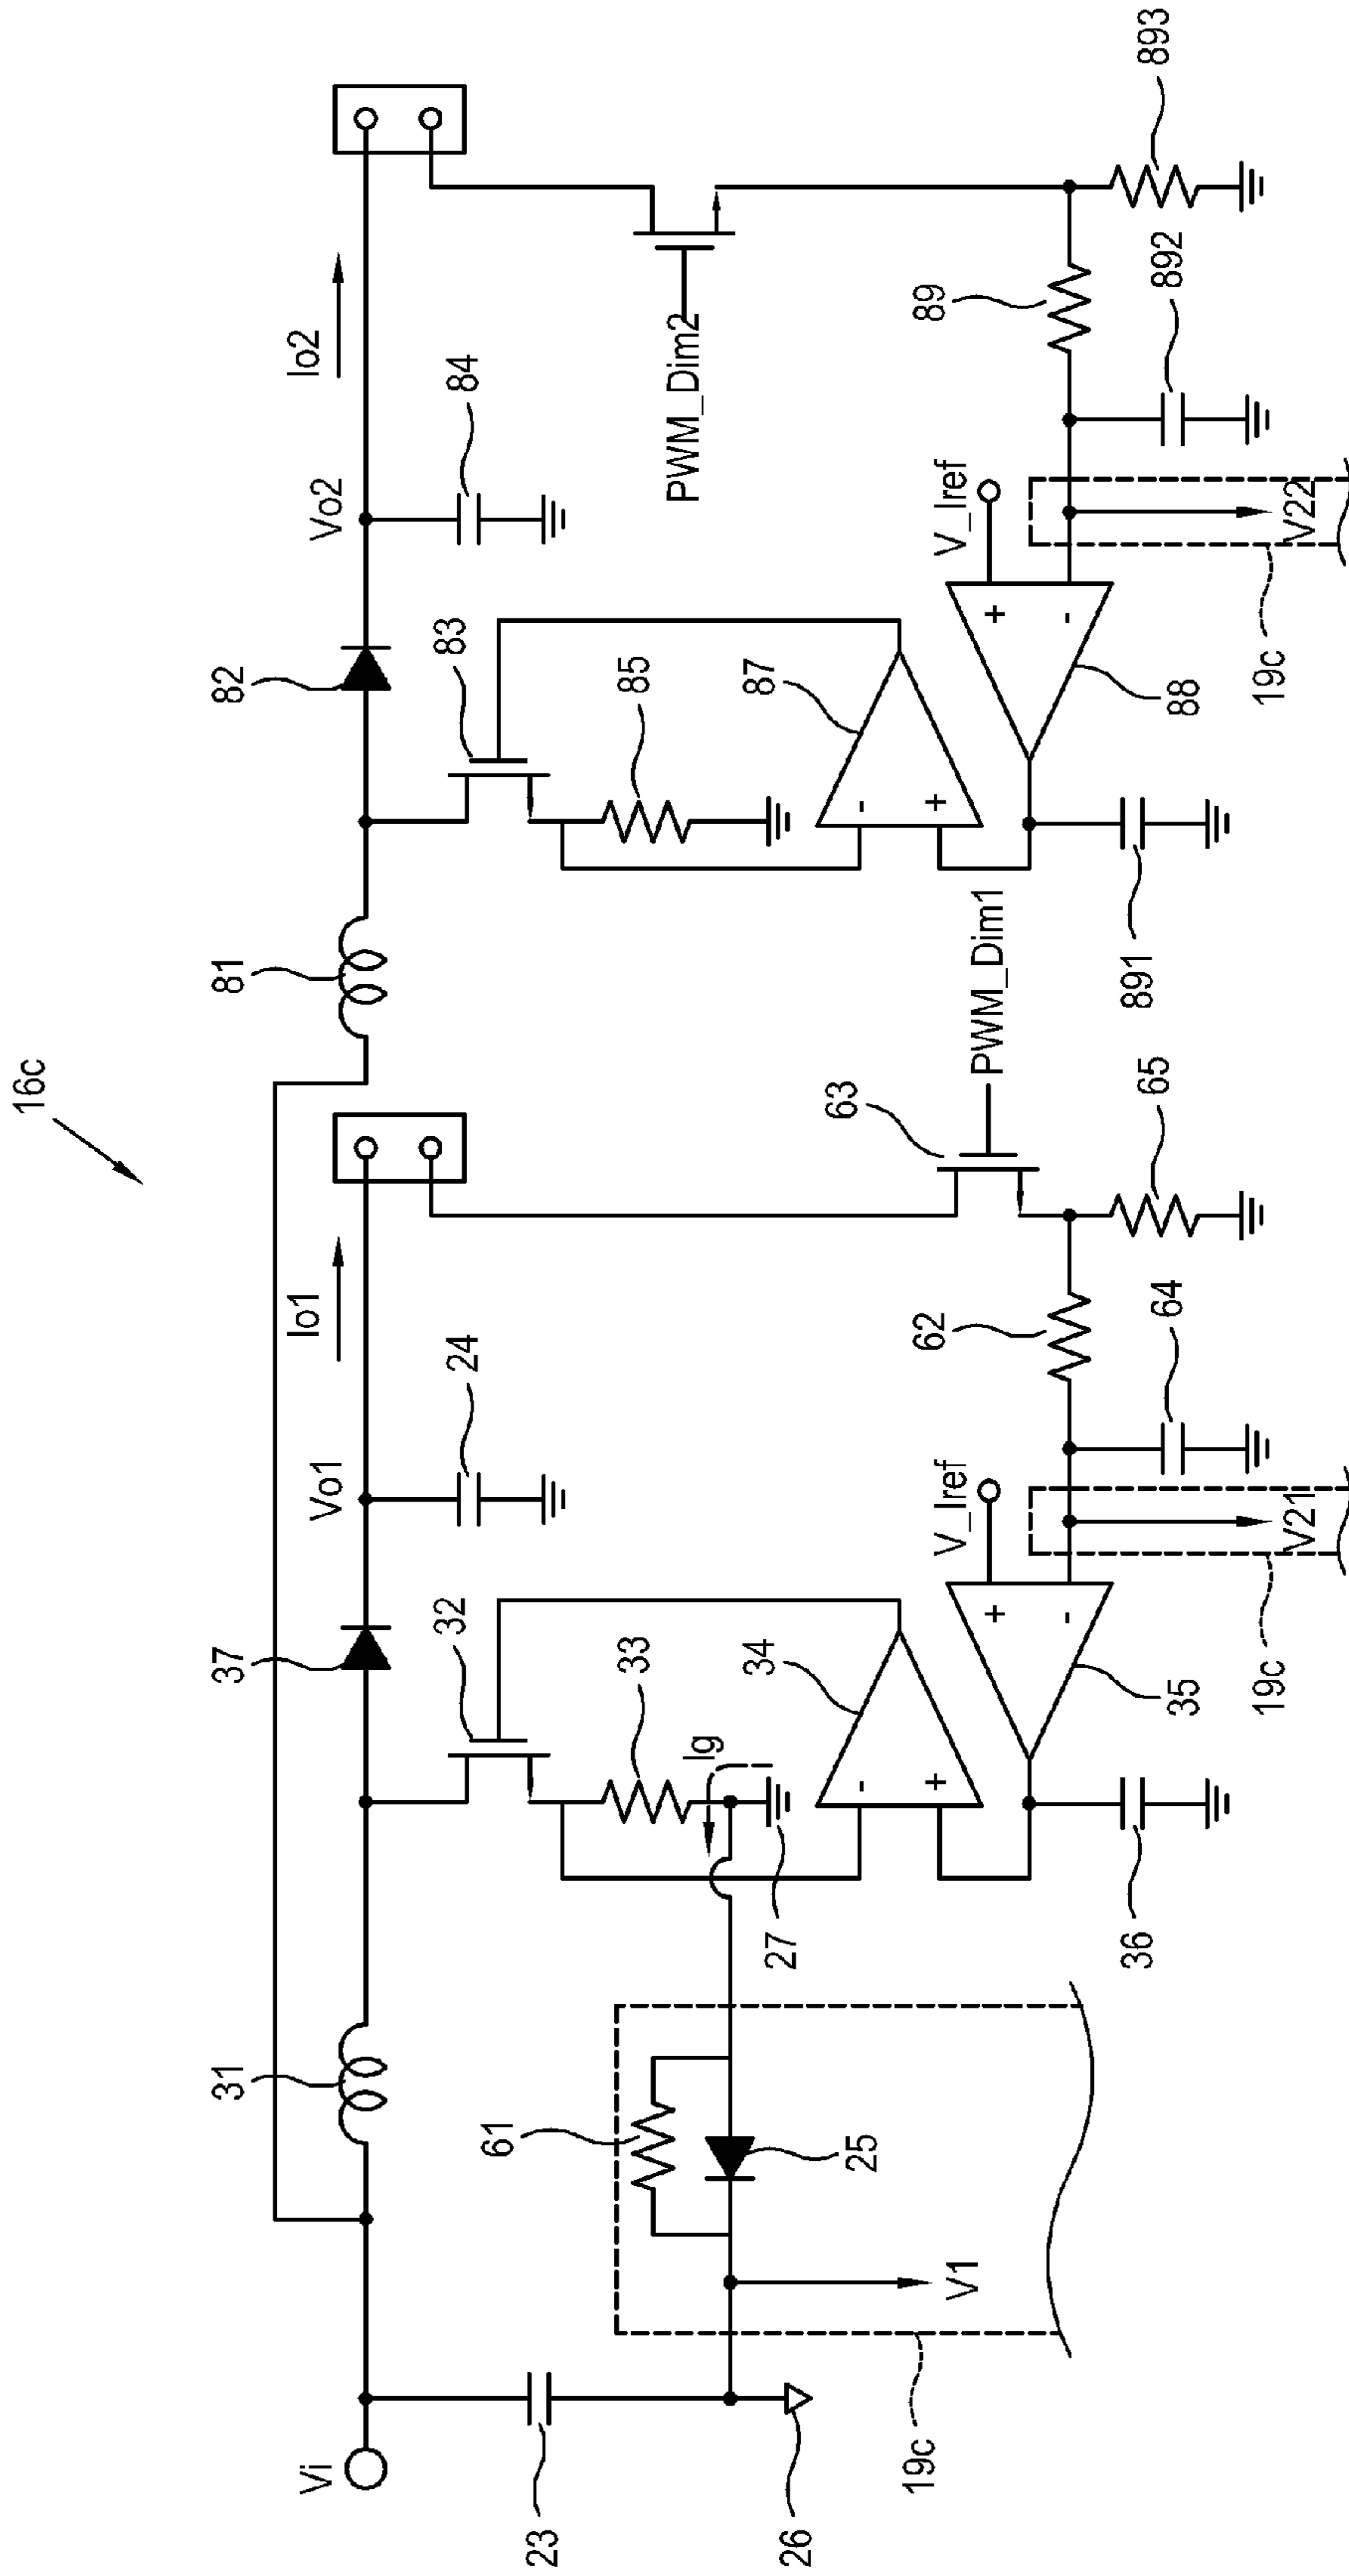 16c
Vi
23
26
31
61
25
V1
19c
37
32
33
Ig
27
34
35
36
Vo1
24
Io1
V_Iref
V21
19c
62
64
63
65
PWM_Dim1
81
82
83
85
87
88
891
Vo2
84
Io2
V_Iref
V22
19c
PWM_Dim2
89
892
893
+
-
+
-
+
-
+
-